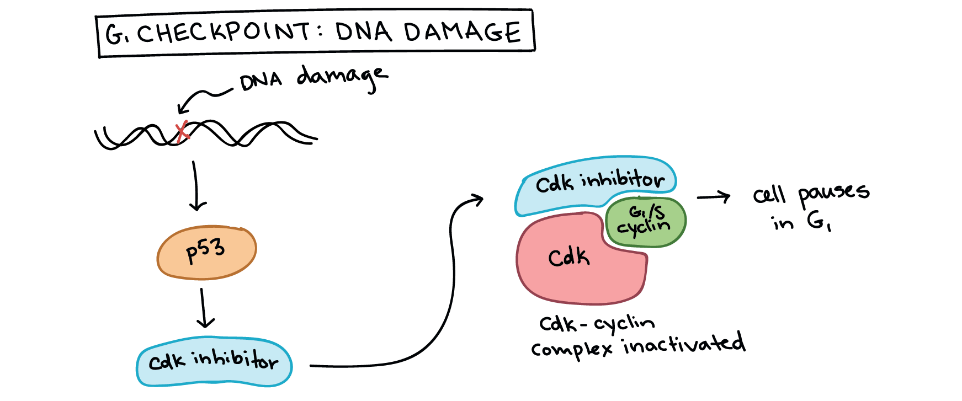 G₁ CHECKPOINT: DNA DAMAGE
DNA damage
p53
Cdk inhibitor
Cdk inhibitor
G₁/S
cyclin
Cdk
Cdk-cyclin
complex inactivated
cell pauses
in G₁